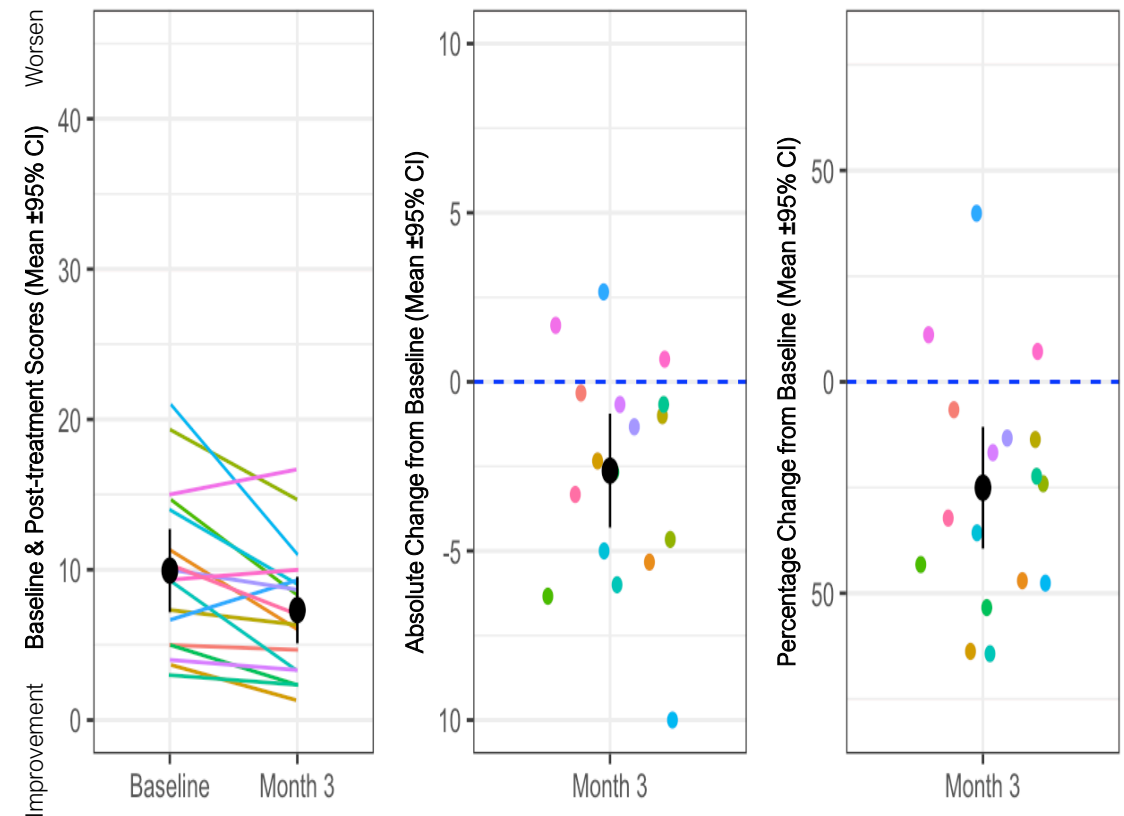 Worsen
Baseline & Post-treatment Scores (Mean ±95% CI)
Improvement
40
30
20
10
0
Baseline
Month 3
Absolute Change from Baseline (Mean ±95% CI)
10
5
0
-5
10
Month 3
Percentage Change from Baseline (Mean ±95% CI)
50
0
50
Month 3